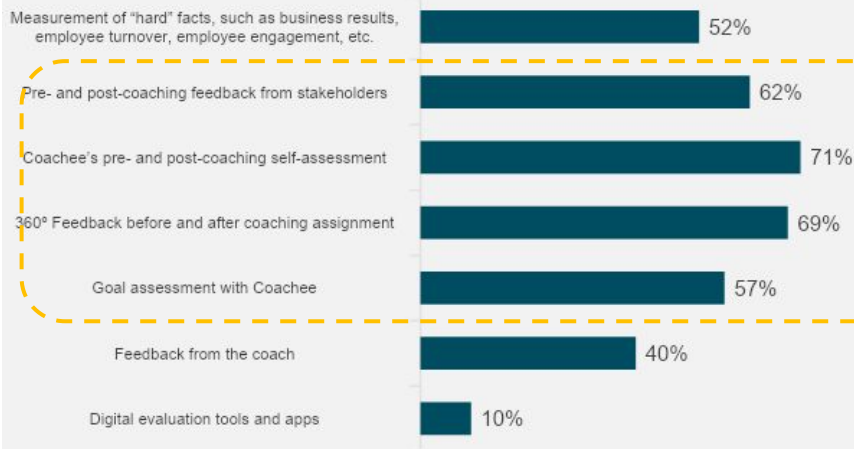 Measurement of “hard” facts, such as business results,
employee turnover, employee engagement, etc.
52%
Pre- and post-coaching feedback from stakeholders
62%
Coachee’s pre- and post-coaching self-assessment
71%
360º Feedback before and after coaching assignment
69%
Goal assessment with Coachee
57%
Feedback from the coach
40%
Digital evaluation tools and apps
10%